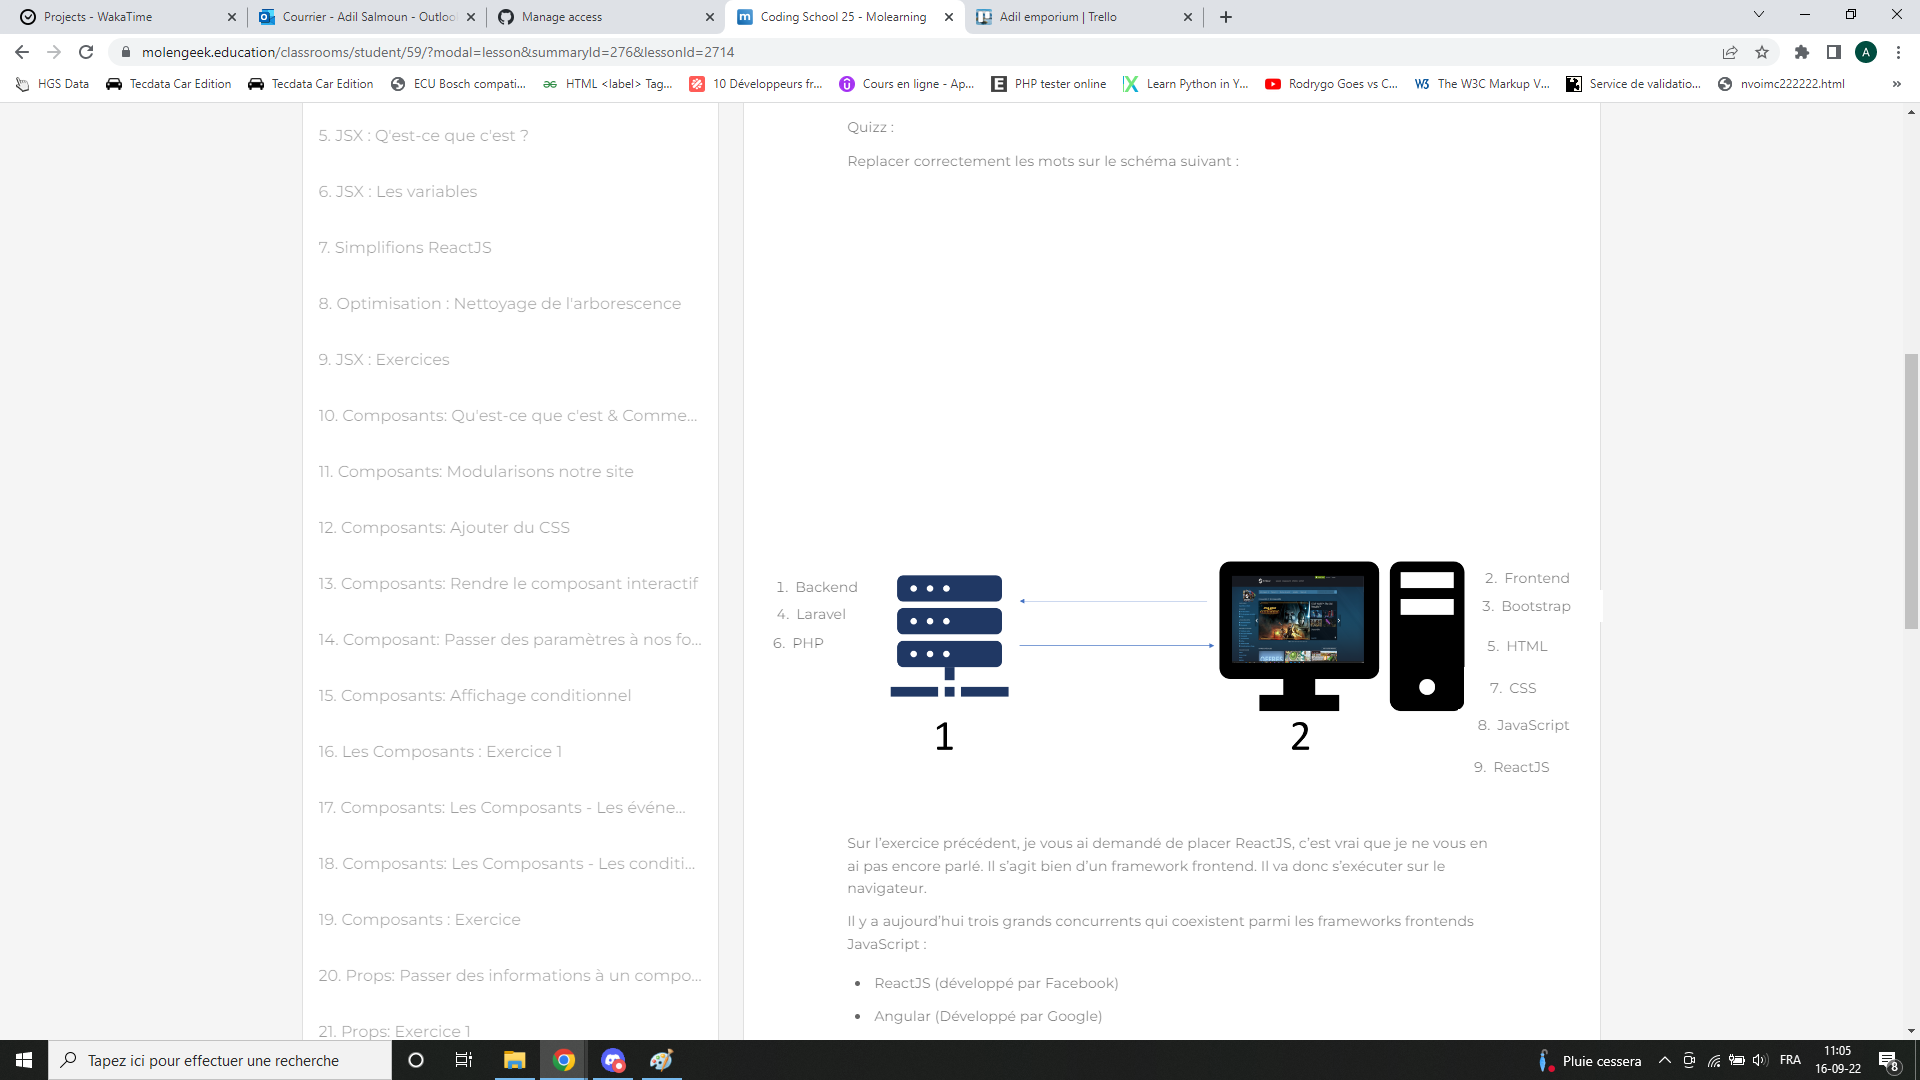 Projects - WakaTime
Courrier - Adil Salmoun - Outloo
Manage access
Coding School 25 - Molearning
Adil emporium | Trello
molengeek.education/classrooms/student/59/?modal=lesson&summaryId=276&lessonId=2714
A
HGS Data
Tecdata Car Edition
Tecdata Car Edition
ECU Bosch compati...
HTML <label> Tag...
10 Développeurs fr...
Cours en ligne - Ap...
PHP tester online
Learn Python in Y...
Rodrygo Goes vs C...
The W3C Markup V...
Service de validatio...
nvoimc222222.html
»
5. JSX : Q'est-ce que c'est ?
6. JSX : Les variables
7. Simplifions ReactJS
8. Optimisation : Nettoyage de l'arborescence
9. JSX : Exercices
10. Composants: Qu'est-ce que c'est & Comme...
11. Composants: Modularisons notre site
12. Composants: Ajouter du CSS
13. Composants: Rendre le composant interactif
14. Composant: Passer des paramètres à nos fo...
15. Composants: Affichage conditionnel
16. Les Composants : Exercice 1
17. Composants: Les Composants - Les événe...
18. Composants: Les Composants - Les conditi...
19. Composants : Exercice
20. Props: Passer des informations à un compo...
21. Props: Exercice 1
Quizz :
Replacer correctement les mots sur le schéma suivant :
1. Backend
4. Laravel
6. PHP
2. Frontend
3. Bootstrap
5. HTML
7. CSS
8. JavaScript
9. ReactJS
1
2
Sur l'exercice précédent, je vous ai demandé de placer ReactJS, c'est vrai que je ne vous en
ai pas encore parlé. Il s'agit bien d'un framework frontend. Il va donc s'exécuter sur le
navigateur.
Il y a aujourd'hui trois grands concurrents qui coexistent parmi les frameworks frontends
JavaScript :
• ReactJS (développé par Facebook)
• Angular (Développé par Google)
Tapez ici pour effectuer une recherche
Pluie cessera
FRA
11:05
16-09-22
8